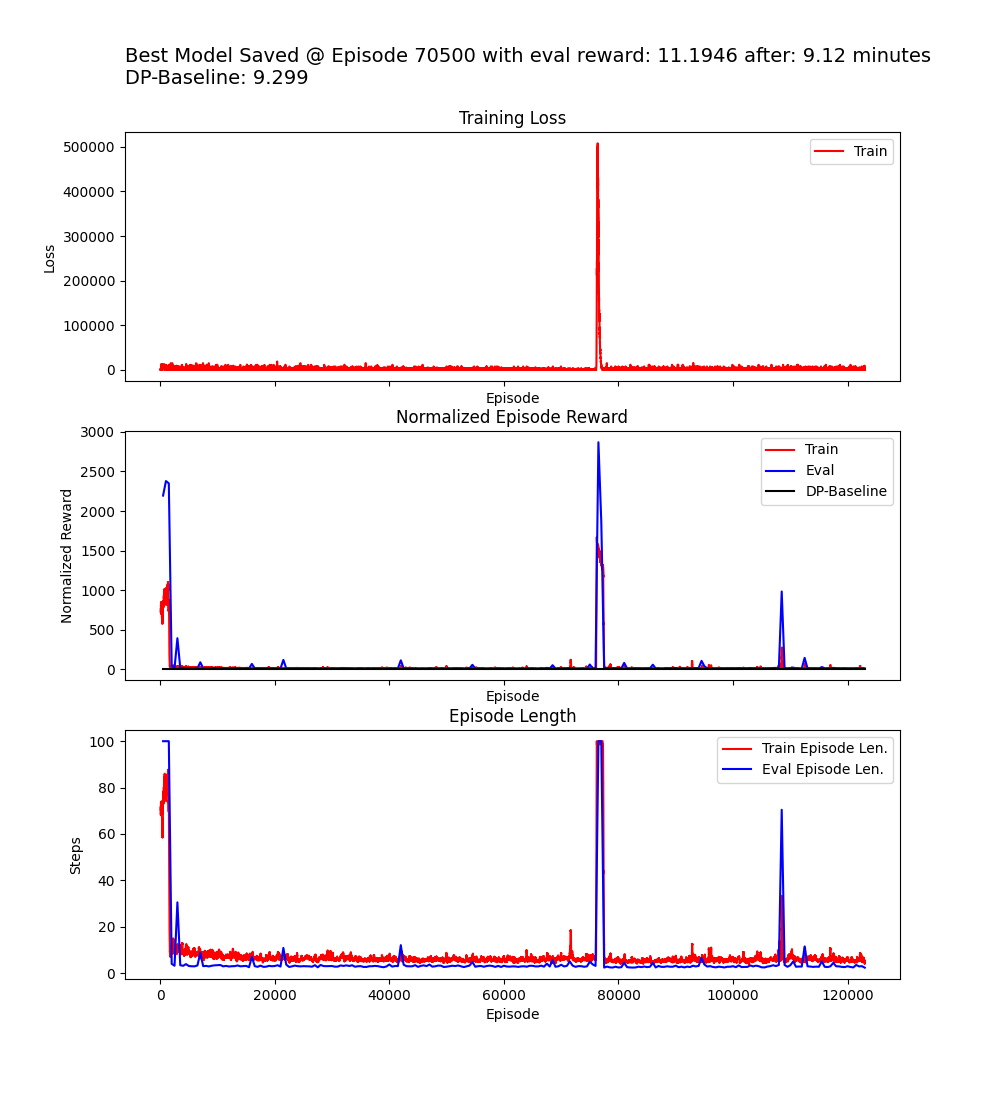 Best Model Saved @ Episode 70500 with eval reward: 11.1946 after: 9.12 minutes
DP-Baseline: 9.299
Training Loss
500000
400000
300000
200000
100000
0
Loss
Train
Episode
Normalized Episode Reward
3000
2500
2000
1500
1000
500
0
Normalized Reward
Train
Eval
DP-Baseline
Episode
Episode Length
100
80
60
40
20
0
Steps
Train Episode Len.
Eval Episode Len.
0 20000 40000 60000 80000 100000 120000
Episode